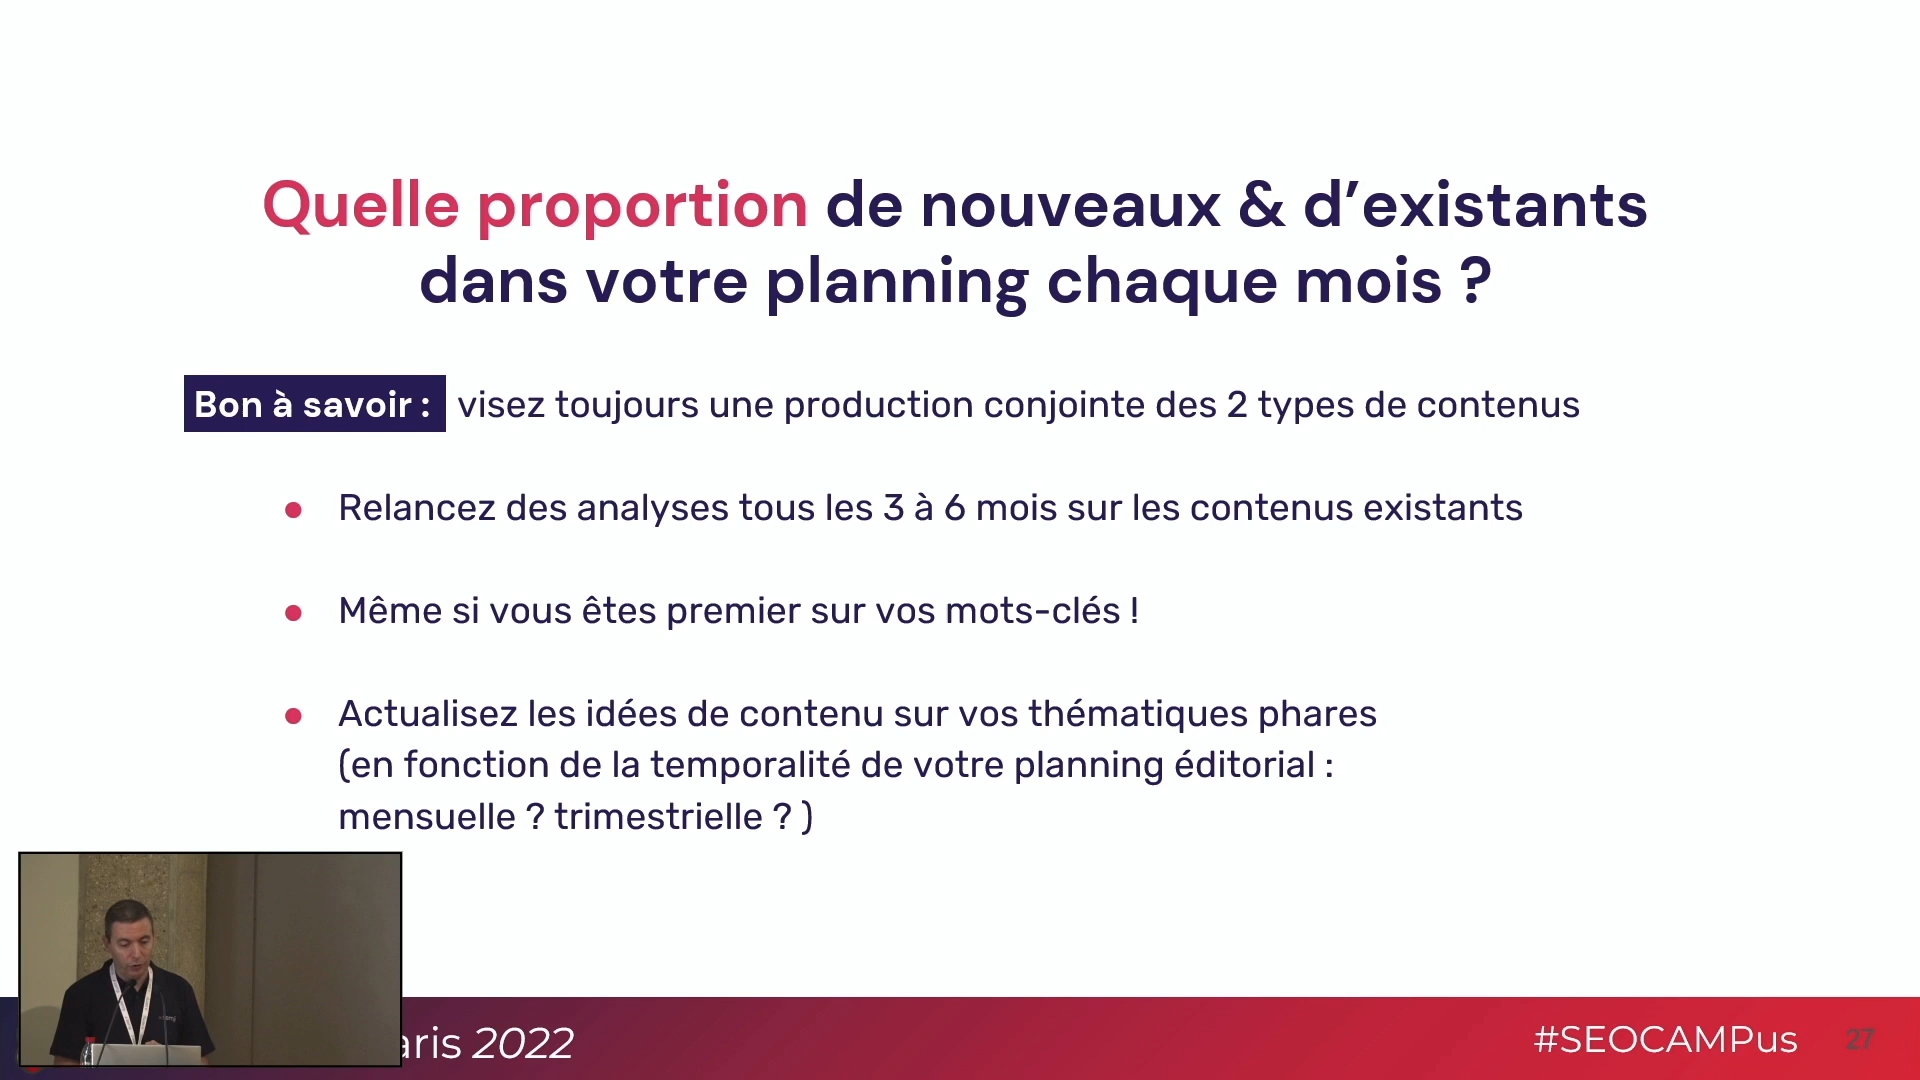 Quelle proportion de nouveaux & d’existants
dans votre planning chaque mois ?
Bon à savoir : visez toujours une production conjointe des 2 types de contenus
● Relancez des analyses tous les 3 à 6 mois sur les contenus existants
● Même si vous êtes premier sur vos mots-clés !
● Actualisez les idées de contenu sur vos thématiques phares
(en fonction de la temporalité de votre planning éditorial :
mensuelle ? trimestrielle ? )
aris 2022
#SEOCAMPus
27